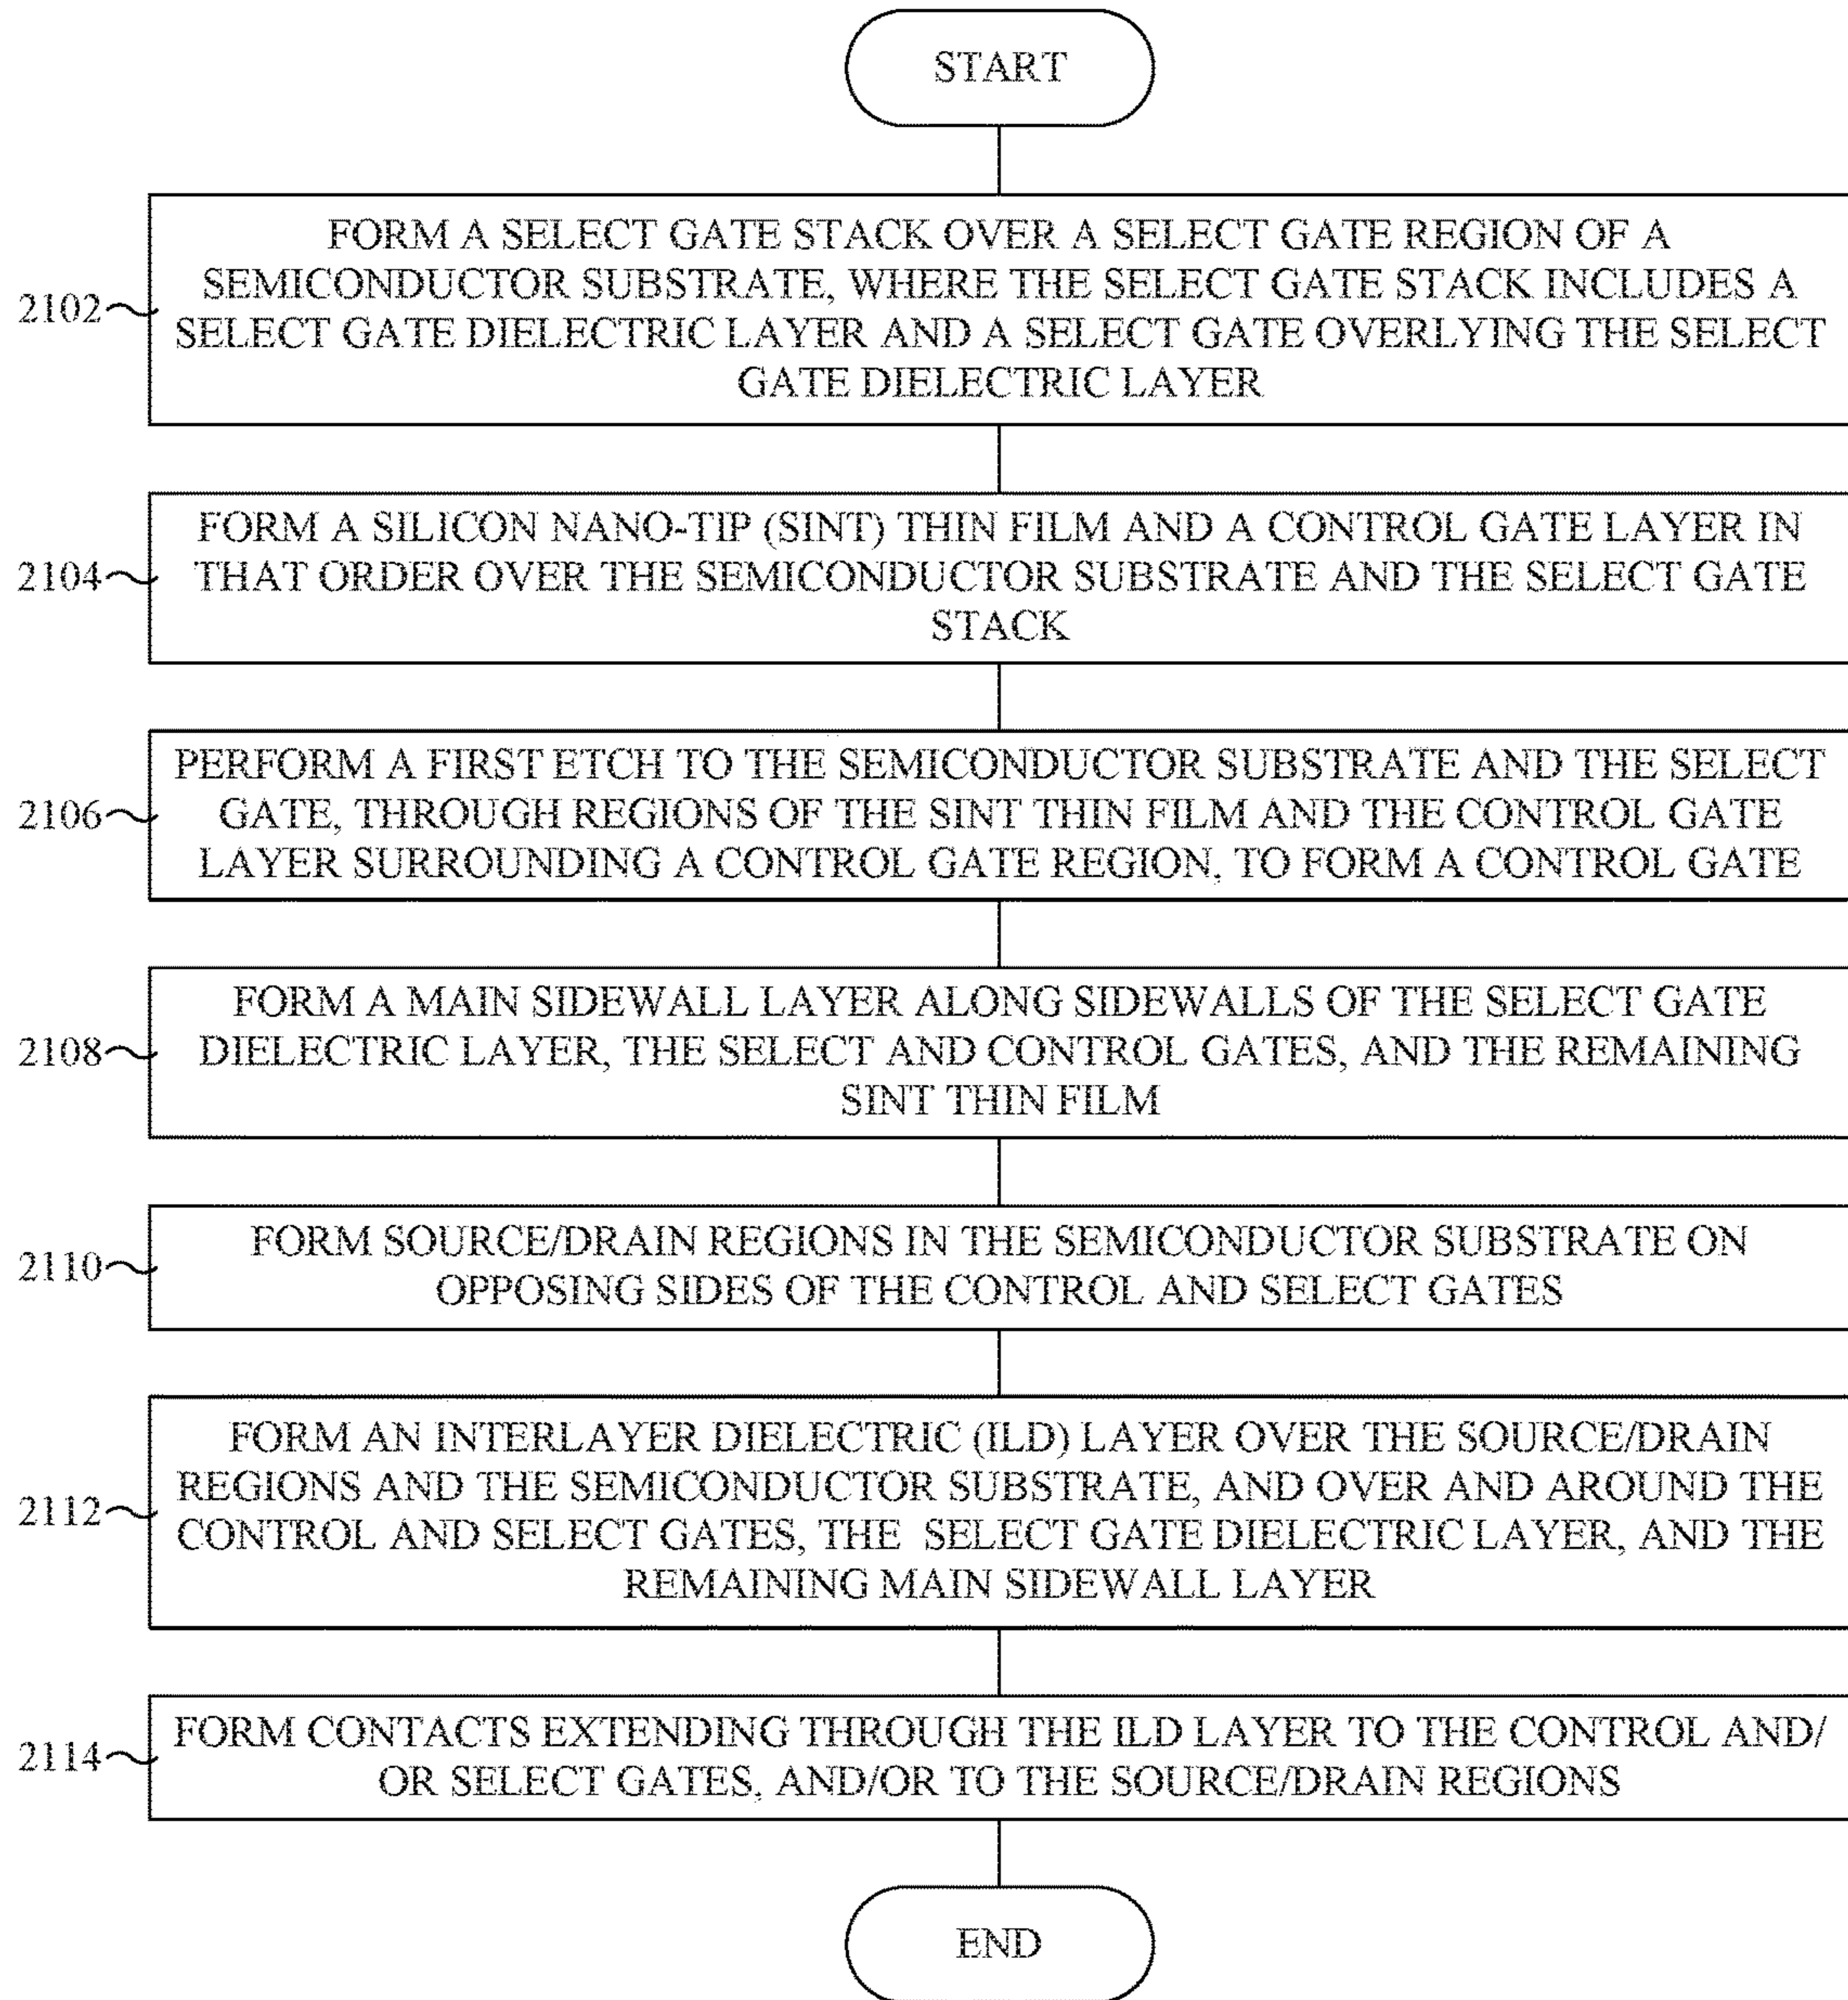 START
FORM A SELECT GATE STACK OVER A SELECT GATE REGION OF A
SEMICONDUCTOR SUBSTRATE, WHERE THE SELECT GATE STACK INCLUDES A
2102
SELECT GATE DIELECTRIC LAYER AND A SELECT GATE OVERLYING THE SELECT
GATE DIELECTRIC LAYER
FORM A SILICON NANO-TIP (SINT) THIN FILM AND A CONTROL GATE LAYER IN
2104
THAT ORDER OVER THE SEMICONDUCTOR SUBSTRATE AND THE SELECT GATE
STACK
PERFORM A FIRST ETCH TO THE SEMICONDUCTOR SUBSTRATE AND THE SELECT
2106
GATE, THROUGH REGIONS OF THE SINT THIN FILM AND THE CONTROL GATE
LAYER SURROUNDING A CONTROL GATE REGION, TO FORM A CONTROL GATE
FORM A MAIN SIDEWALL LAYER ALONG SIDEWALLS OF THE SELECT GATE
2108
DIELECTRIC LAYER, THE SELECT AND CONTROL GATES, AND THE REMAINING
SINT THIN FILM
2110
FORM SOURCE/DRAIN REGIONS IN THE SEMICONDUCTOR SUBSTRATE ON
OPPOSING SIDES OF THE CONTROL AND SELECT GATES
FORM AN INTERLAYER DIELECTRIC (ILD) LAYER OVER THE SOURCE/DRAIN
REGIONS AND THE SEMICONDUCTOR SUBSTRATE, AND OVER AND AROUND THE
2112
CONTROL AND SELECT GATES, THE SELECT GATE DIELECTRIC LAYER, AND THE
REMAINING MAIN SIDEWALL LAYER
2114
FORM CONTACTS EXTENDING THROUGH THE ILD LAYER TO THE CONTROL AND/
OR SELECT GATES, AND/OR TO THE SOURCE/DRAIN REGIONS
END